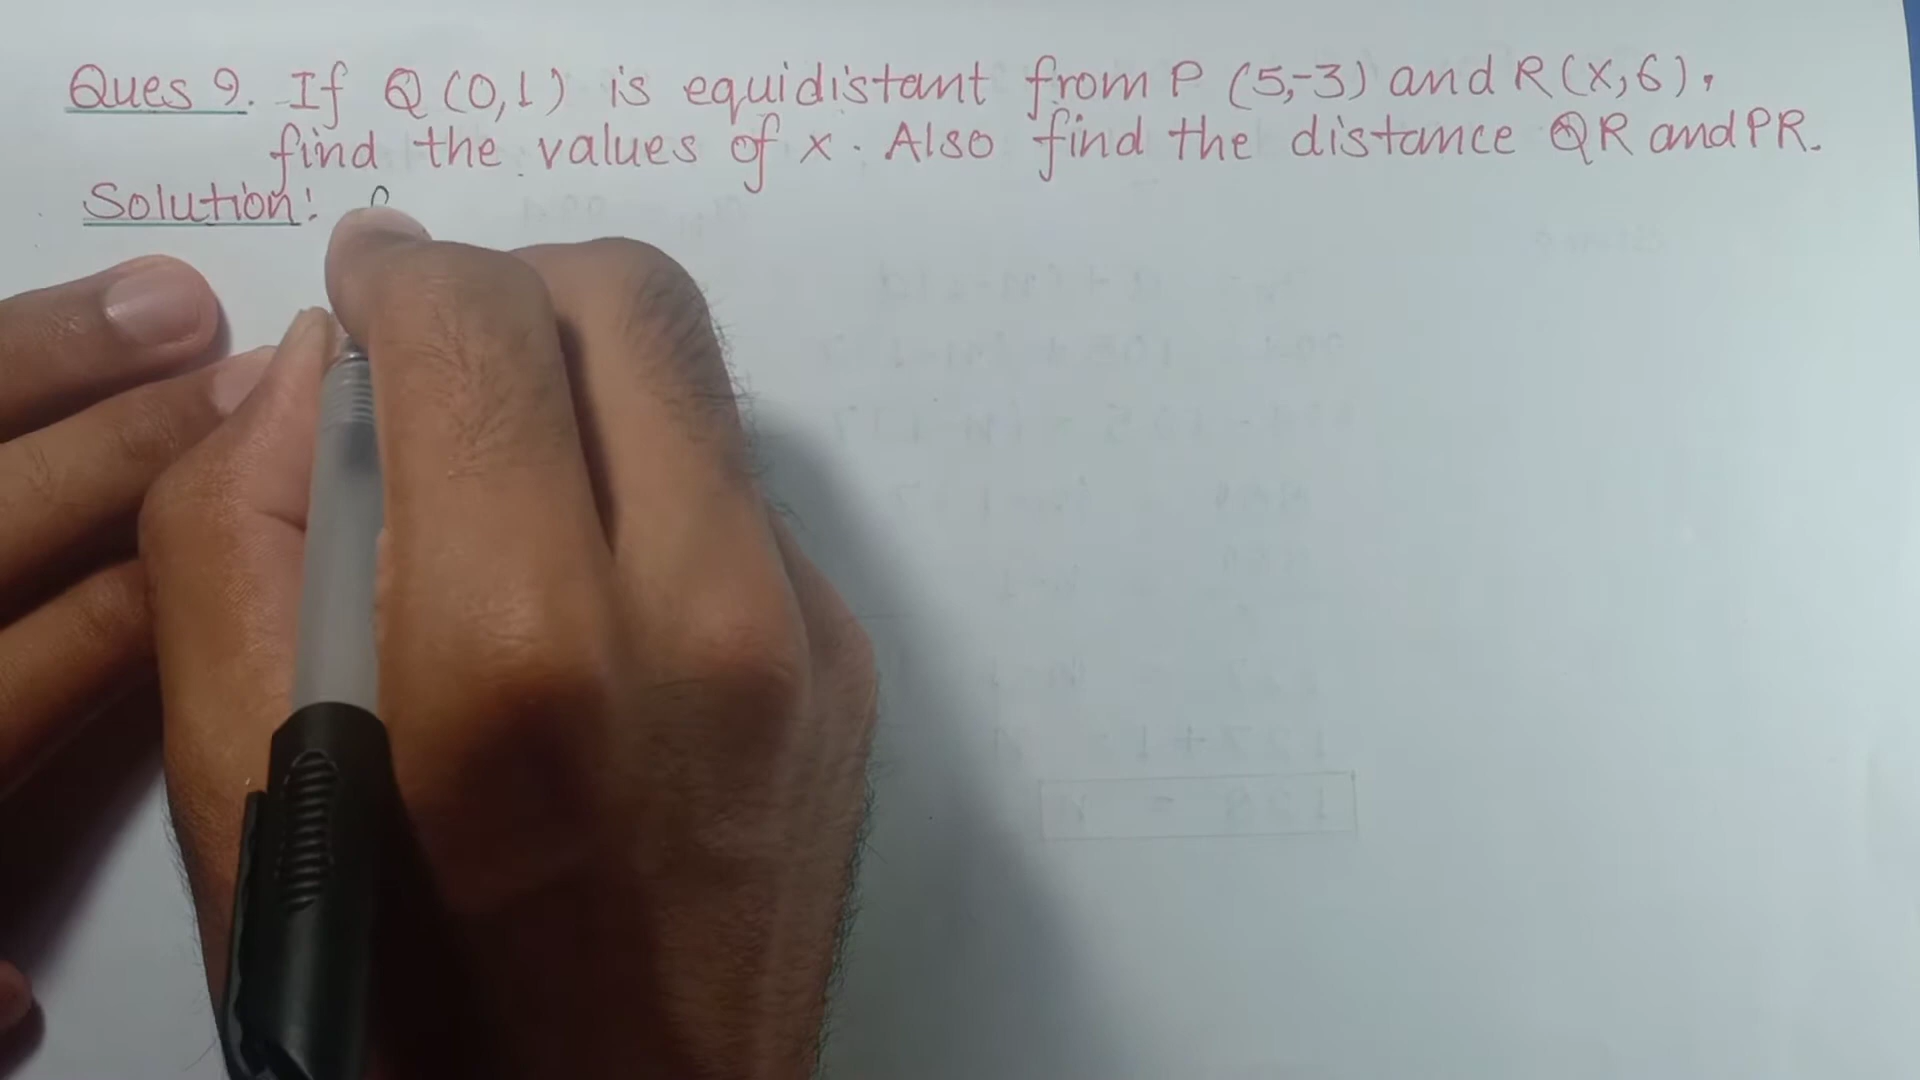 Ques 9. If Q (0,1) is equidistant from P (5,-3) and R(x,6),
find the values of x. Also find the distance QR and PR.
Solution: